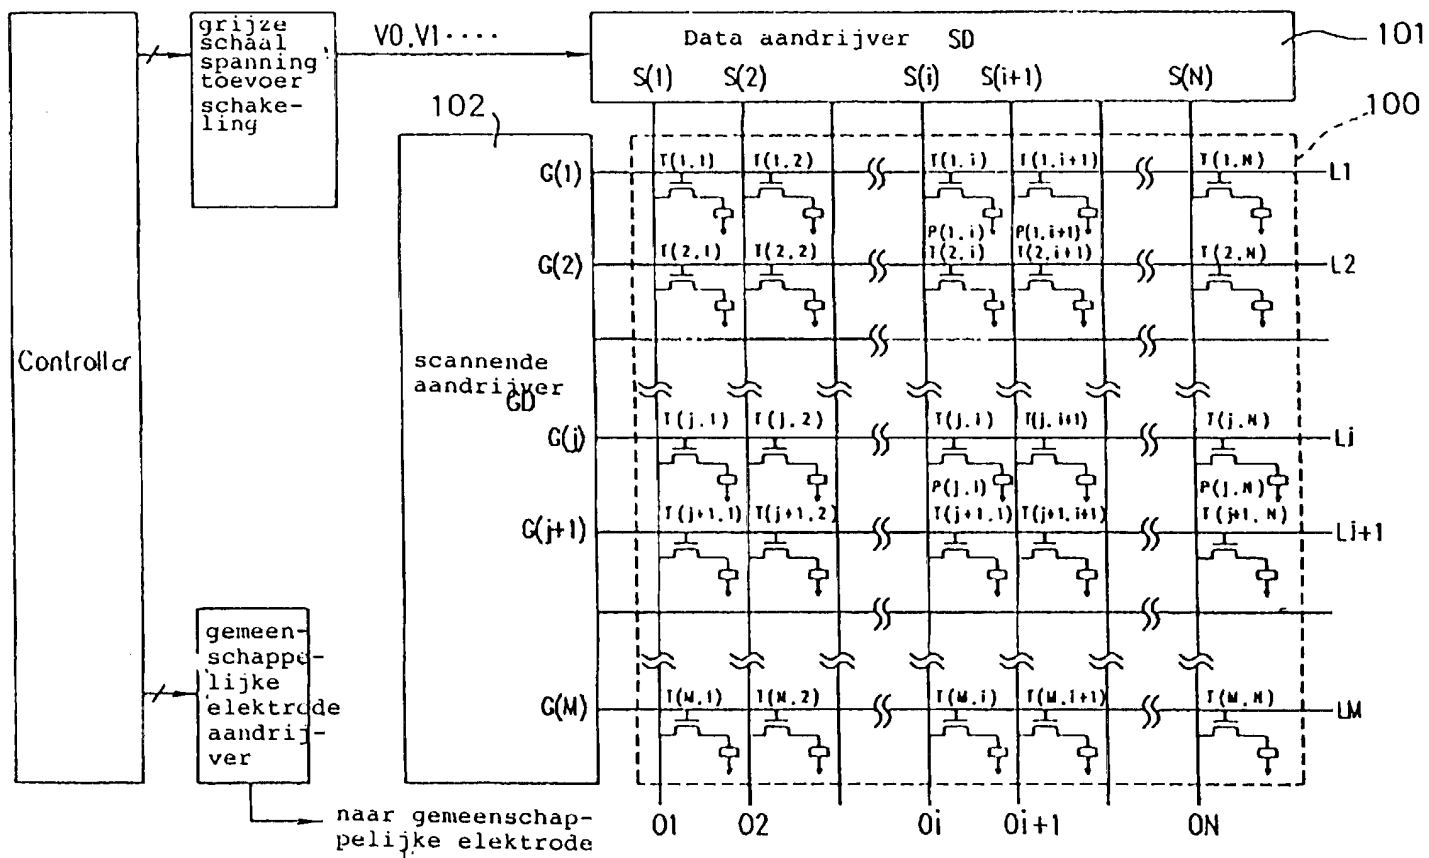 grijze
schaal
spanning
toevoer
schake-
ling
V0,V1····
Data aandrijver SD
101
S(1) S(2) S(i) S(i+1) S(N)
102
100
G(1) T(1,1) T(1,2) T(1,i) T(1,i+1) T(1,N) L1
P(1,i) P(1,i+1)
G(2) T(2,1) T(2,2) T(2,i) T(2,i+1) T(2,N) L2
Controller
scannende
aandrijver
GD
G(j) T(j,1) T(j,2) T(j,i) T(j,i+1) T(j,N) Lj
P(j,i) P(j,N)
G(j+1) T(j+1,1) T(j+1,2) T(j+1,1) T(j+1,i+1) T(j+1,N) Lj+1
gemeen-
schappe-
lijke
elektrode
aandrij-
ver
G(M) T(M,1) T(M,2) T(M,i) T(M,i+1) T(M,N) LM
naar gemeenschap-
pelijke elektrode
O1 O2 Oi Oi+1 ON